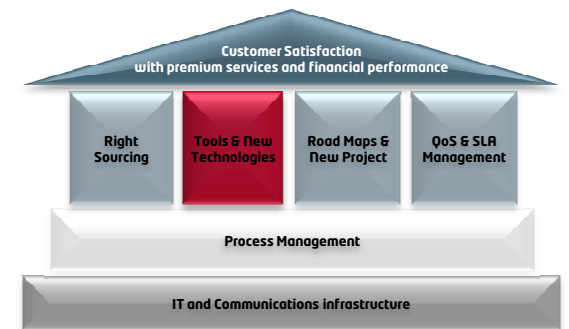 Customer Satisfaction
with premium services and financial performance
Right
Sourcing
Tools & New
Technologies
Road Maps &
New Project
QoS & SLA
Management
Process Management
IT and Communications infrastructure